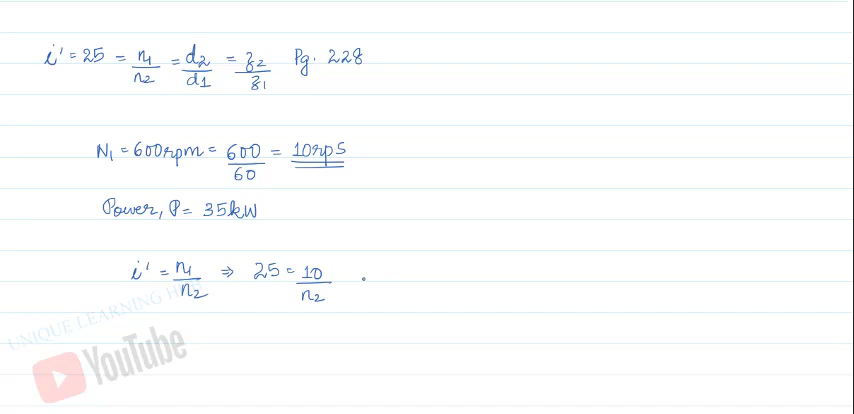 i' = 25 = n1/n2 = d2/d1 = z2/z1 Pg. 228
N1 = 600rpm = 600/60 = 10rps
Power, P = 35kW
i' = n1/n2 ⇒ 25 = 10/n2
UNIQUE LEARNING HUB
YouTube